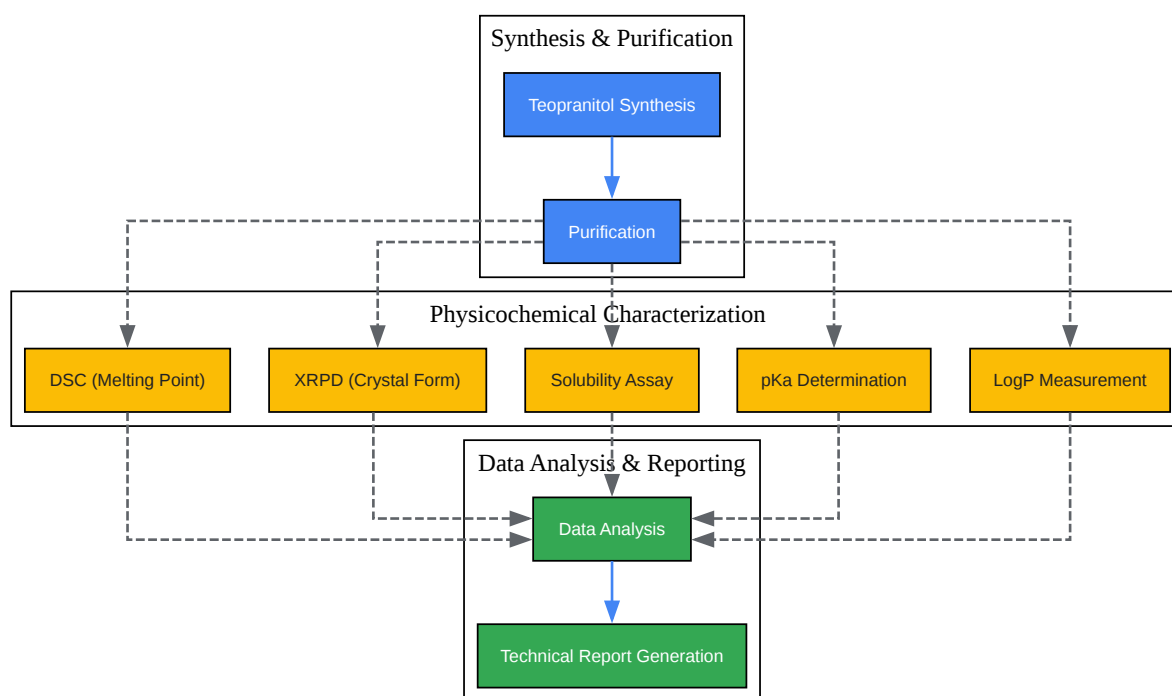 Synthesis & Purification
Teopranitol Synthesis
Purification
Physicochemical Characterization
DSC (Melting Point)
XRPD (Crystal Form)
Solubility Assay
pKa Determination
LogP Measurement
Data Analysis & Reporting
Data Analysis
Technical Report Generation